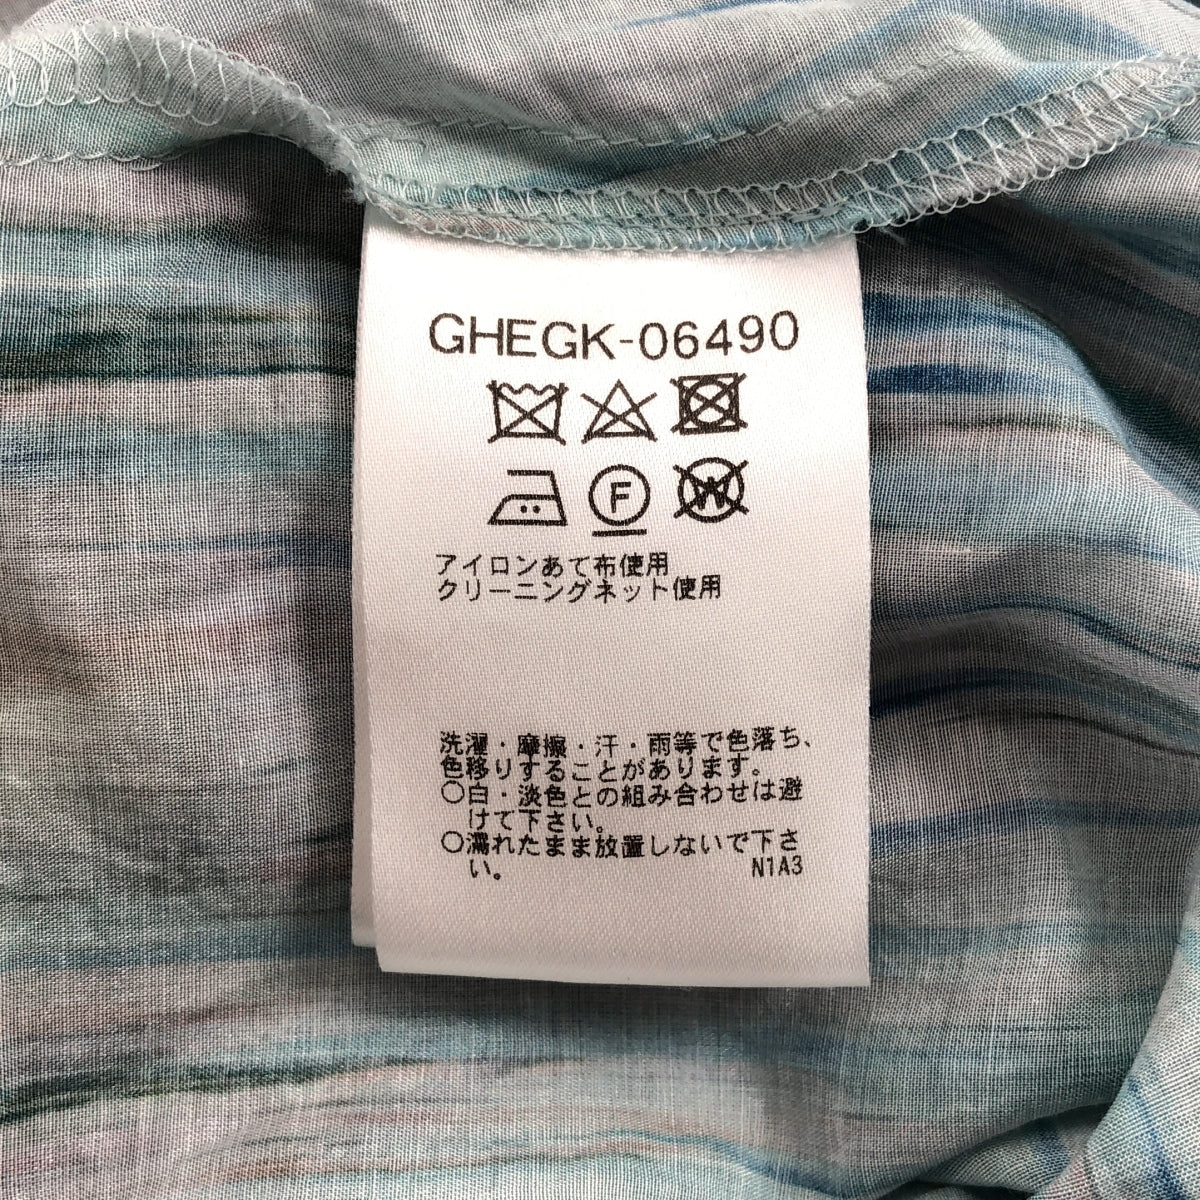 GHEGK-06490
F
W
アイロンあて布使用
クリーニングネット使用
洗濯・摩擦・汗・雨等で色落ち、
色移りすることがあります。
○白・淡色との組み合わせは避
けて下さい。
○濡れたまま放置しないで下さ
い。 N1A3